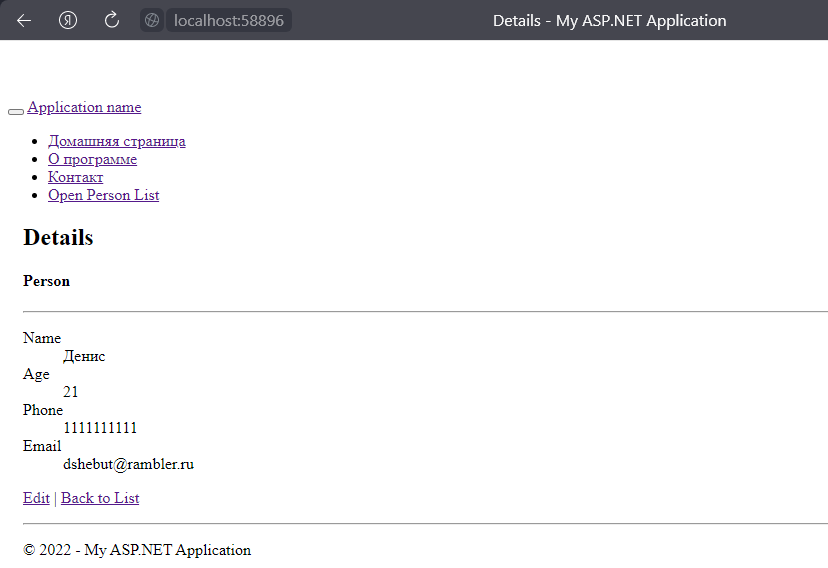 localhost:58896
Details - My ASP.NET Application
Application name
Домашняя страница
О программе
Контакт
Open Person List
Details
Person
Name
Денис
Age
21
Phone
1111111111
Email
dshebut@rambler.ru
Edit | Back to List
© 2022 - My ASP.NET Application